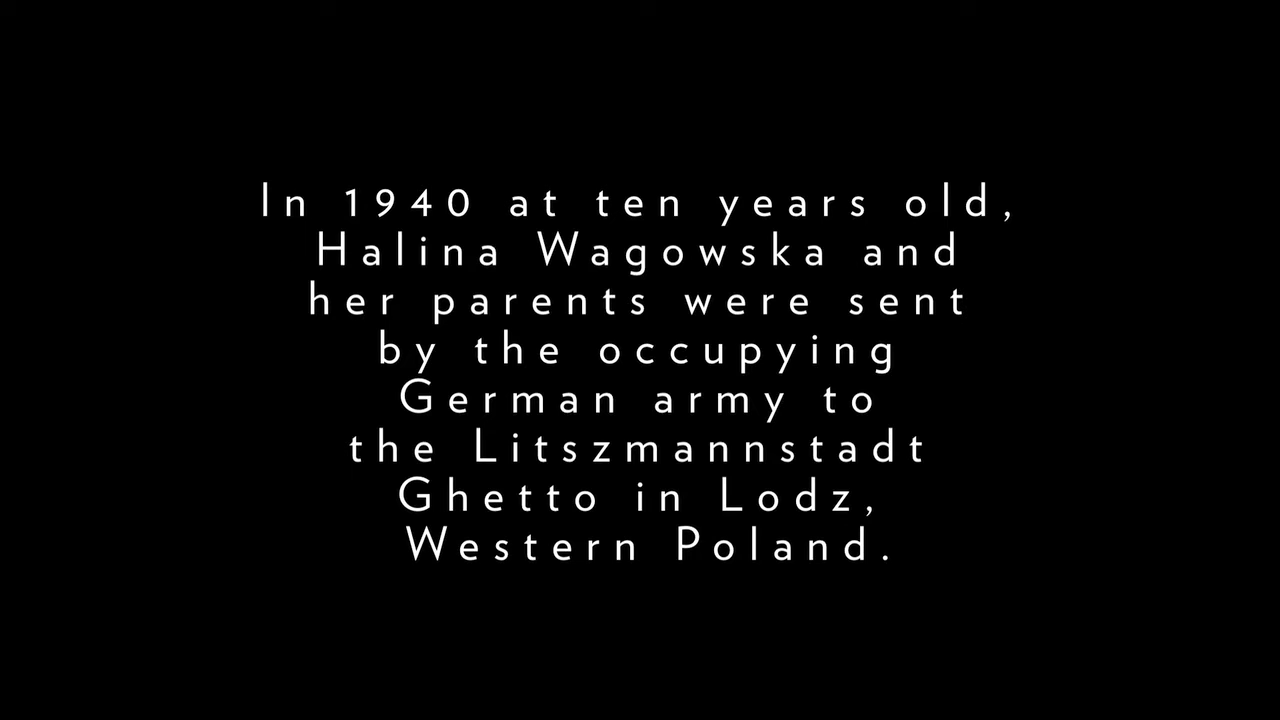 In 1940 at ten years old,
Halina Wagowska and
her parents were sent
by the occupying
German army to
the Litszmannstadt
Ghetto in Lodz,
Western Poland.